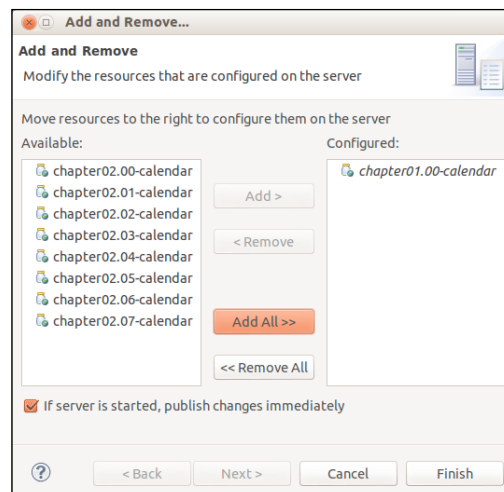 Add and Remove...
Add and Remove
Modify the resources that are configured on the server
Move resources to the right to configure them on the server
Available:
Configured:
chapter02.00-calendar
chapter02.01-calendar
chapter02.02-calendar
chapter02.03-calendar
chapter02.04-calendar
chapter02.05-calendar
chapter02.06-calendar
chapter02.07-calendar
Add >
< Remove
Add All >>
<< Remove All
chapter01.00-calendar
If server is started, publish changes immediately
?
< Back
Next >
Cancel
Finish